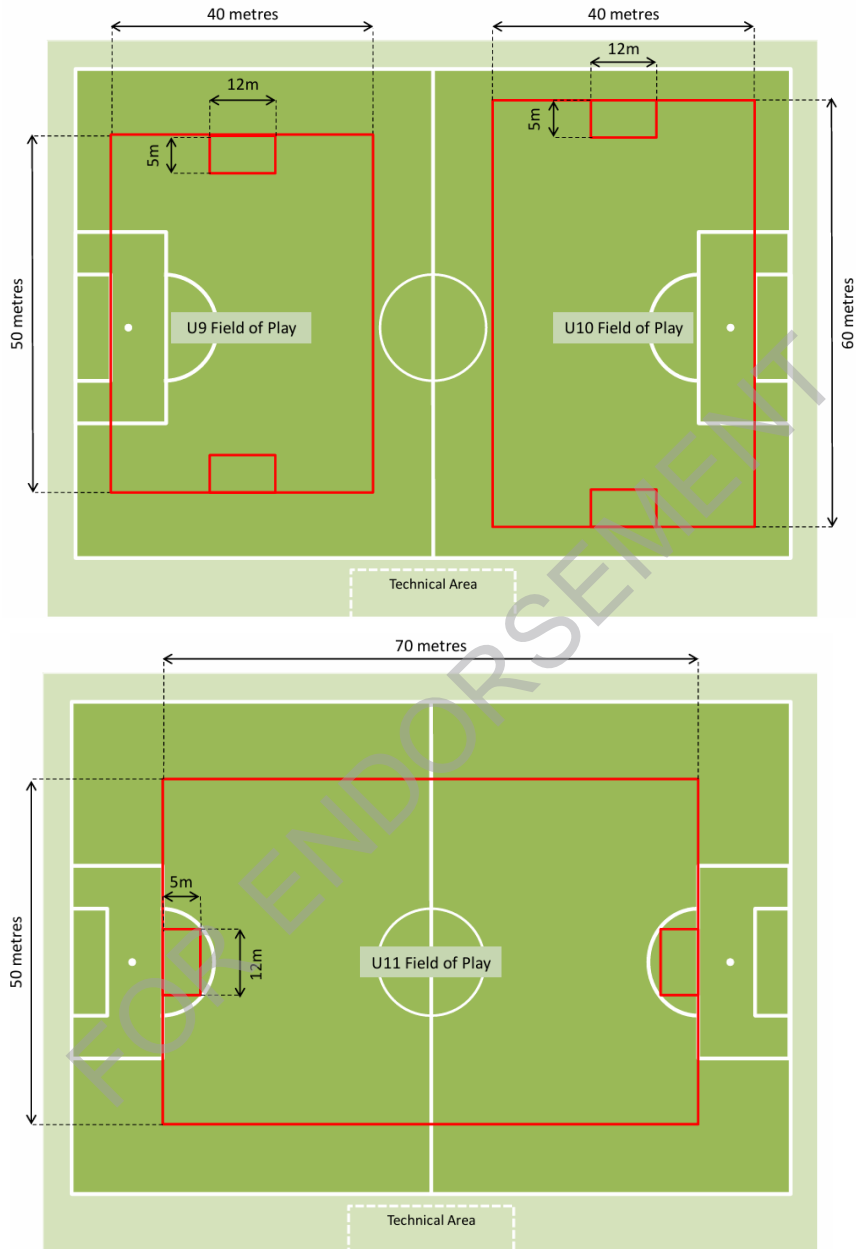 40 metres
40 metres
12m
12m
5m
5m
50 metres
60 metres
U9 Field of Play
U10 Field of Play
Technical Area
70 metres
5m
12m
50 metres
U11 Field of Play
Technical Area
FOR ENDORSEMENT